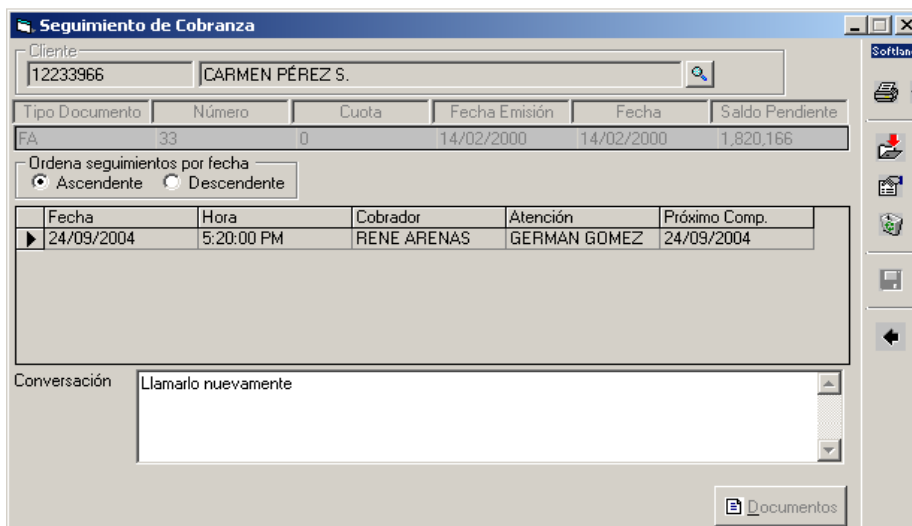 Seguimiento de Cobranza
Cliente
12233966 CARMEN PÉREZ S.
Tipo Documento Número Cuota Fecha Emisión Fecha Saldo Pendiente
FA 33 0 14/02/2000 14/02/2000 1,820,166
Ordena seguimientos por fecha
Ascendente Descendente
Fecha Hora Cobrador Atención Próximo Comp.
24/09/2004 5:20:00 PM RENE ARENAS GERMAN GOMEZ 24/09/2004
Conversación Llamarlo nuevamente
Documentos